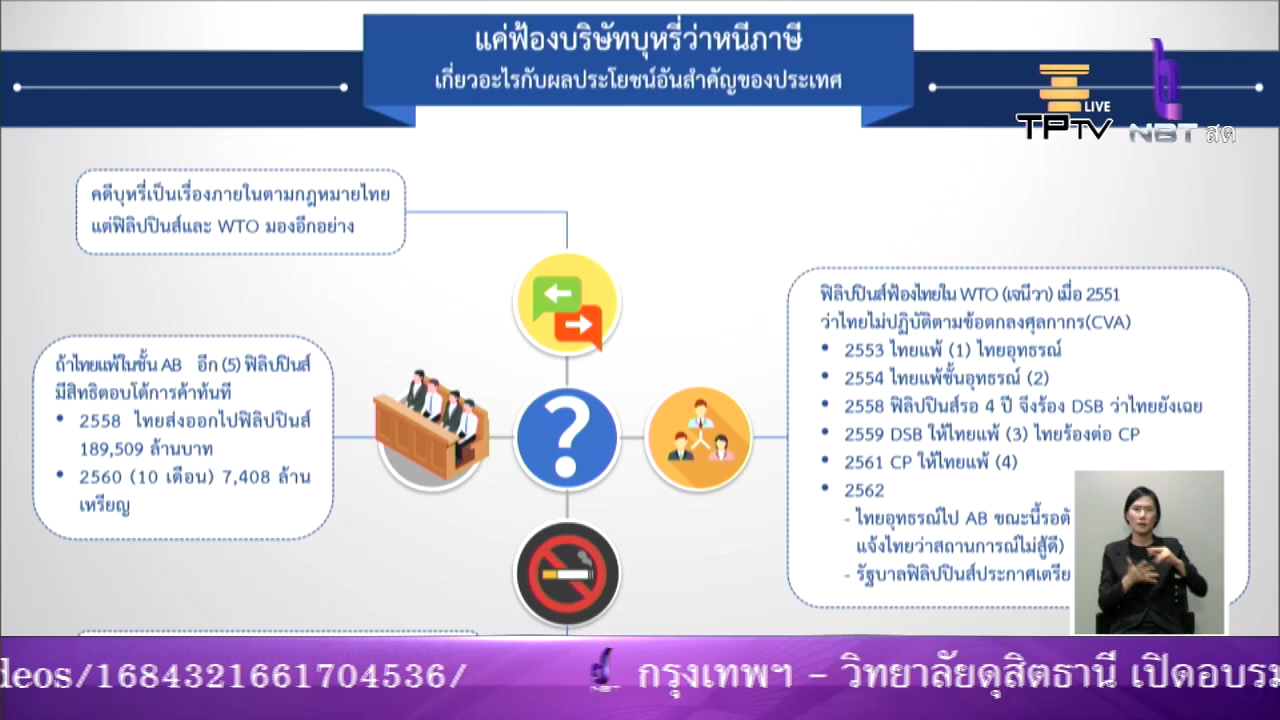 แค่ฟ้องบริษัทบุหรี่ว่าหนีภาษี
เกี่ยวอะไรกับผลประโยชน์อันสำคัญของประเทศ
LIVE
TPTV
NBT สด
คดีบุหรี่เป็นเรื่องภายในตามกฎหมายไทย
แต่ฟิลิปปินส์และ WTO มองอีกอย่าง
ถ้าไทยแพ้ในชั้น AB อีก (5) ฟิลิปปินส์
มีสิทธิตอบโต้การค้าทันที
• 2558 ไทยส่งออกไปฟิลิปปินส์
189,509 ล้านบาท
• 2560 (10 เดือน) 7,408 ล้าน
เหรียญ
ฟิลิปปินส์ฟ้องไทยใน WTO (เจนีวา) เมื่อ 2551
ว่าไทยไม่ปฏิบัติตามข้อตกลงศุลกากร(CVA)
• 2553 ไทยแพ้ (1) ไทยอุทธรณ์
• 2554 ไทยแพ้ชั้นอุทธรณ์ (2)
• 2558 ฟิลิปปินส์รอ 4 ปี จึงร้อง DSB ว่าไทยยังเฉย
• 2559 DSB ให้ไทยแพ้ (3) ไทยร้องต่อ CP
• 2561 CP ให้ไทยแพ้ (4)
• 2562
- ไทยอุทธรณ์ไป AB ขณะนี้รอตั
แจ้งไทยว่าสถานการณ์ไม่สู้ดี)
- รัฐบาลฟิลิปปินส์ประกาศเตรีย
deos/1684321661704536/ NBT กรุงเทพฯ - วิทยาลัยดุสิตธานี เปิดอบรม